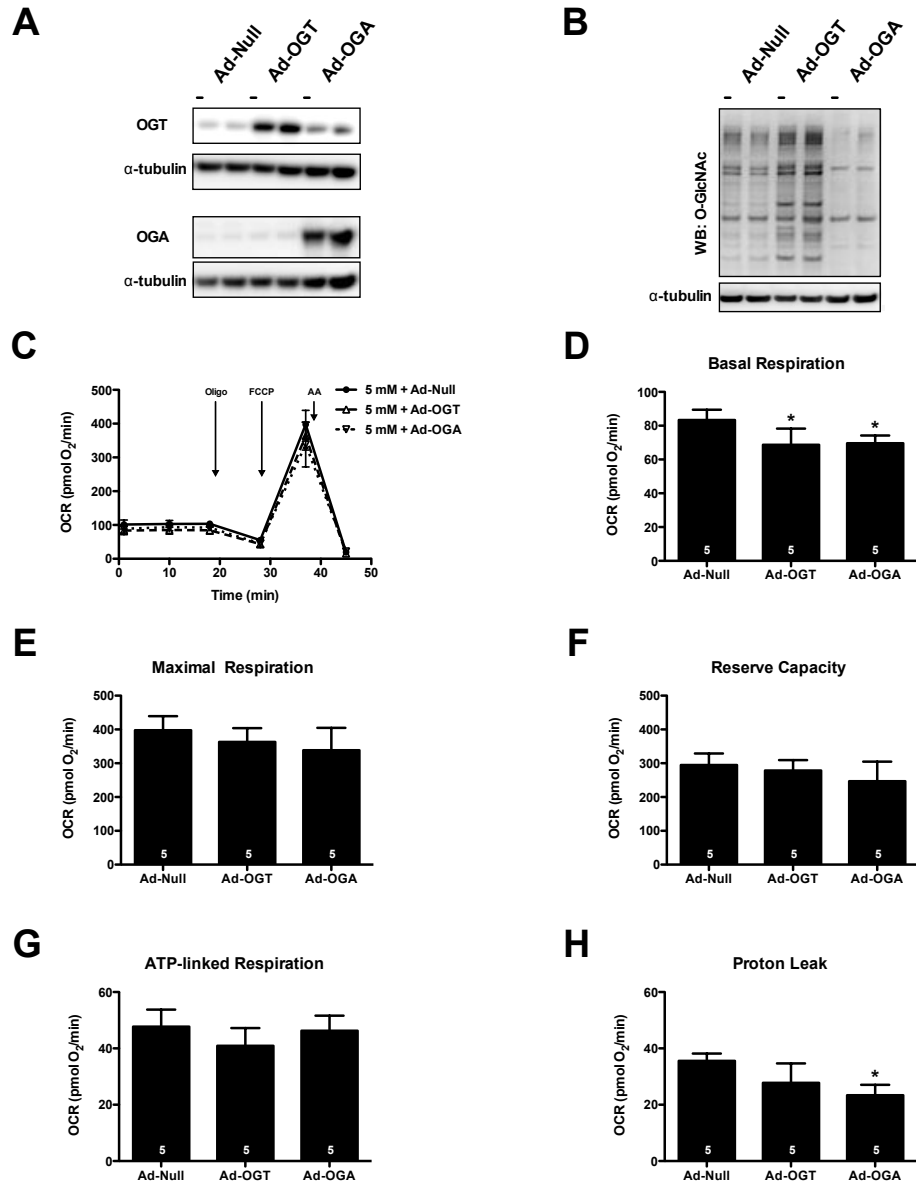 A
Ad-Null
Ad-OGT
Ad-OGA
- - -
OGT
α-tubulin
OGA
α-tubulin
B
Ad-Null
Ad-OGT
Ad-OGA
- - -
WB: O-GlcNAc
α-tubulin
C
OCR (pmol O2/min)
500
400
300
200
100
0
Oligo FCCP AA
5 mM + Ad-Null
5 mM + Ad-OGT
5 mM + Ad-OGA
0 10 20 30 40 50
Time (min)
D
Basal Respiration
OCR (pmol O2/min)
80
60
40
20
0
* *
5 5 5
Ad-Null Ad-OGT Ad-OGA
E
Maximal Respiration
OCR (pmol O2/min)
500
400
300
200
100
0
5 5 5
Ad-Null Ad-OGT Ad-OGA
F
Reserve Capacity
OCR (pmol O2/min)
500
400
300
200
100
0
5 5 5
Ad-Null Ad-OGT Ad-OGA
G
ATP-linked Respiration
OCR (pmol O2/min)
60
40
20
0
5 5 5
Ad-Null Ad-OGT Ad-OGA
H
Proton Leak
OCR (pmol O2/min)
60
40
20
0
*
5 5 5
Ad-Null Ad-OGT Ad-OGA